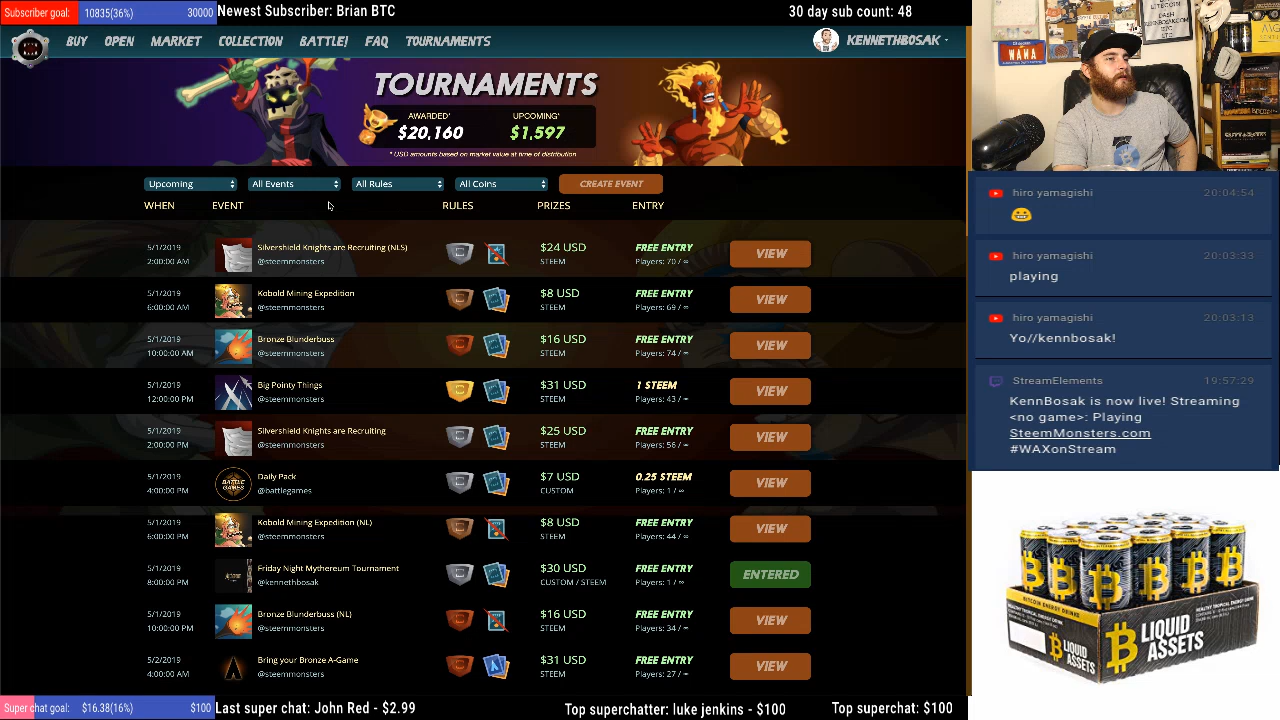 Subscriber goal: 10835(36%) 30000 Newest Subscriber: Brian BTC 30 day sub count: 48
BUY OPEN MARKET COLLECTION BATTLE! FAQ TOURNAMENTS KENNETHBOSAK
TOURNAMENTS
AWARDED* UPCOMING*
$20,160 $1,597
* USD amounts based on market value at time of distribution
Upcoming All Events All Rules All Coins CREATE EVENT
WHEN EVENT RULES PRIZES ENTRY
5/1/2019 Silvershield Knights are Recruiting (NLS) $24 USD FREE ENTRY VIEW
2:00:00 AM @steemmonsters STEEM Players: 70 / ∞
5/1/2019 Kobold Mining Expedition $8 USD FREE ENTRY VIEW
6:00:00 AM @steemmonsters STEEM Players: 69 / ∞
5/1/2019 Bronze Blunderbuss $16 USD FREE ENTRY VIEW
10:00:00 AM @steemmonsters STEEM Players: 74 / ∞
5/1/2019 Big Pointy Things $31 USD 1 STEEM VIEW
12:00:00 PM @steemmonsters STEEM Players: 43 / ∞
5/1/2019 Silvershield Knights are Recruiting $25 USD FREE ENTRY VIEW
2:00:00 PM @steemmonsters STEEM Players: 56 / ∞
5/1/2019 Daily Pack $7 USD 0.25 STEEM VIEW
4:00:00 PM BATTLE GAMES @battlegames CUSTOM Players: 1 / ∞
5/1/2019 Kobold Mining Expedition (NL) $8 USD FREE ENTRY VIEW
6:00:00 PM @steemmonsters STEEM Players: 44 / ∞
5/1/2019 Friday Night Mythereum Tournament $30 USD FREE ENTRY ENTERED
8:00:00 PM @kennethbosak CUSTOM / STEEM Players: 1 / ∞
5/1/2019 Bronze Blunderbuss (NL) $16 USD FREE ENTRY VIEW
10:00:00 PM @steemmonsters STEEM Players: 34 / ∞
5/2/2019 Bring your Bronze A-Game $31 USD FREE ENTRY VIEW
4:00:00 AM @steemmonsters STEEM Players: 27 / ∞
Super chat goal: $16.38(16%) $100 Last super chat: John Red - $2.99 Top superchatter: luke jenkins - $100 Top superchat: $100
WAWA
hiro yamagishi 20:04:54
hiro yamagishi 20:03:33
playing
hiro yamagishi 20:03:13
Yo//kennbosak!
StreamElements 19:57:29
KennBosak is now live! Streaming
<no game>: Playing
SteemMonsters.com
#WAXonStream
BITCOIN ENERGY DRINKS
HEALTHY TROPICAL ENERGY DRINK
LIQUID
ASSETS
LIQUID
ASSETS